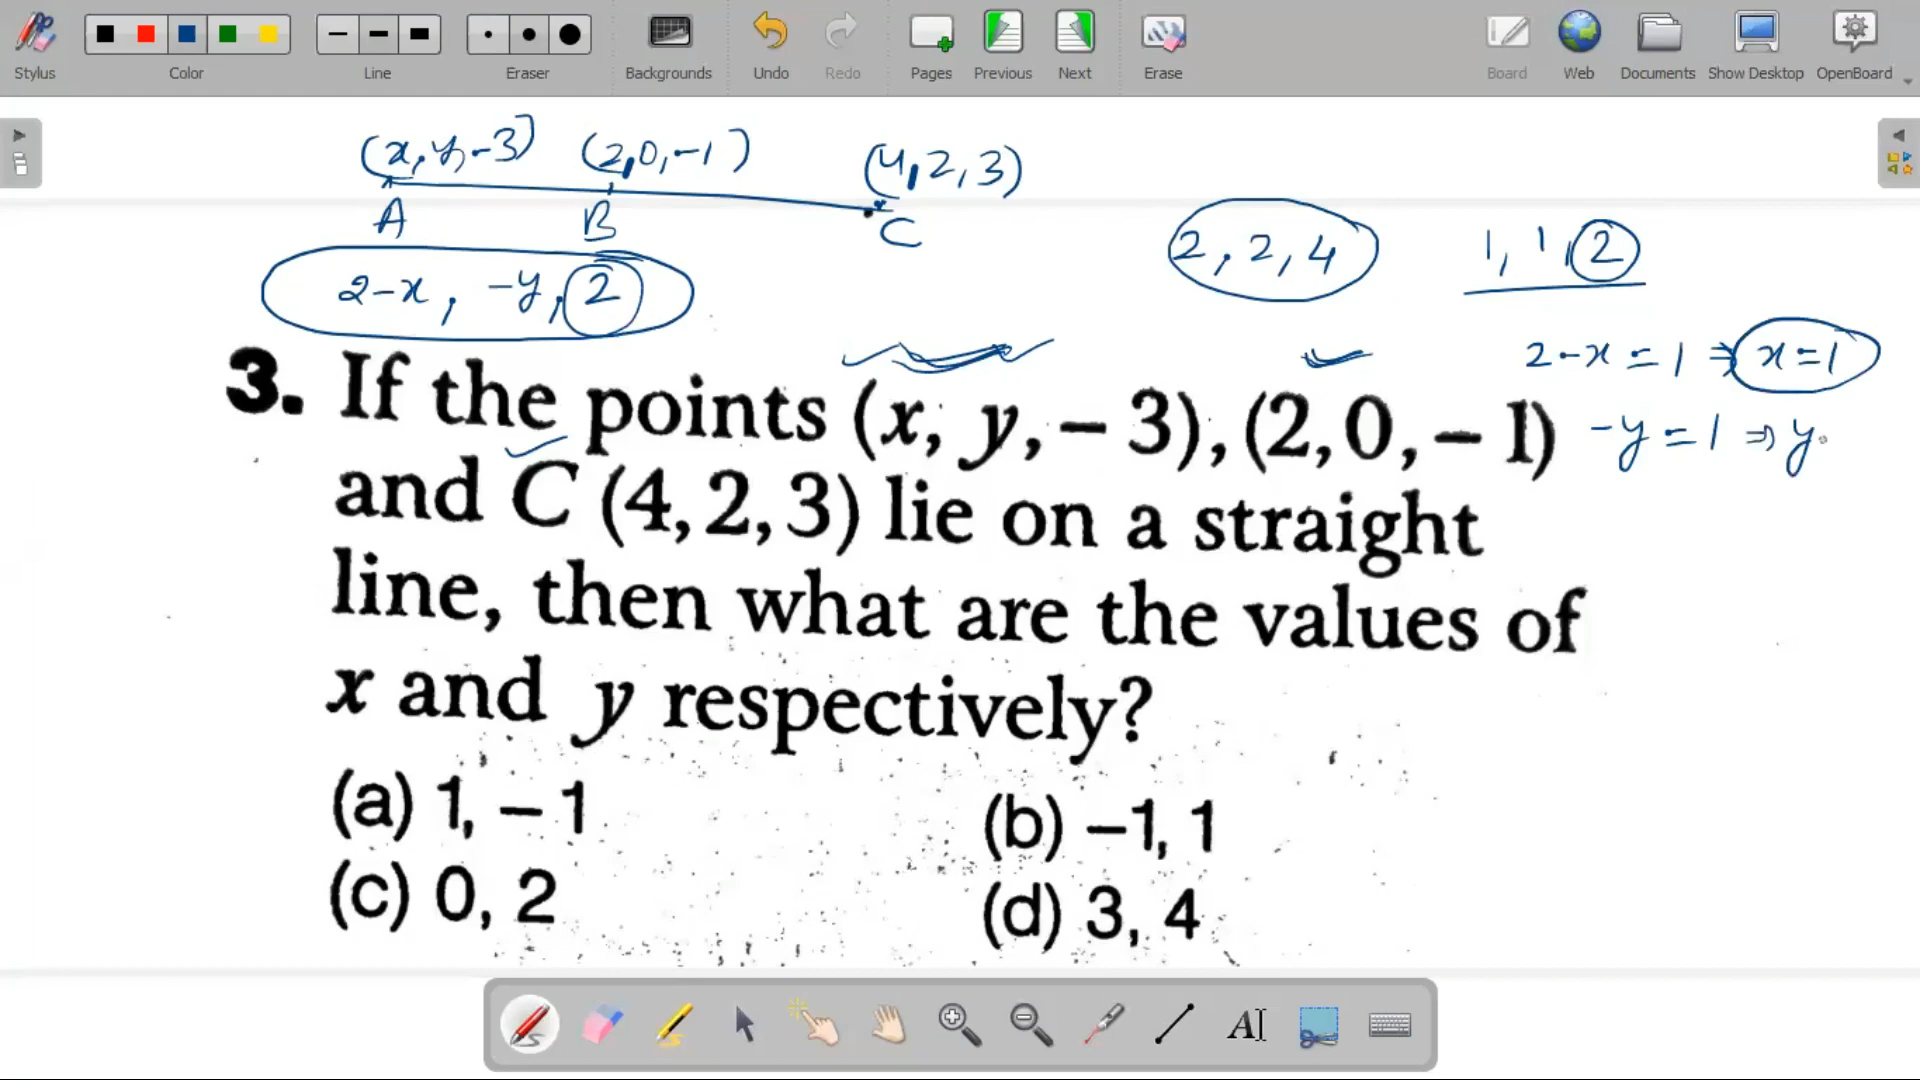 Stylus
Color
Line
Eraser
Backgrounds
Undo
Redo
Pages
Previous
Next
Erase
Board
Web
Documents
Show Desktop
OpenBoard
(x, y, -3) (2, 0, -1) (4, 2, 3)
A B C
2-x, -y, 2
2, 2, 4 1, 1, 2
2-x=1 ⇒ x=1
-y=1 ⇒ y
3. If the points (x, y, – 3), (2, 0, – 1)
and C (4, 2, 3) lie on a straight
line, then what are the values of
x and y respectively?
(a) 1, – 1 (b) –1, 1
(c) 0, 2 (d) 3, 4